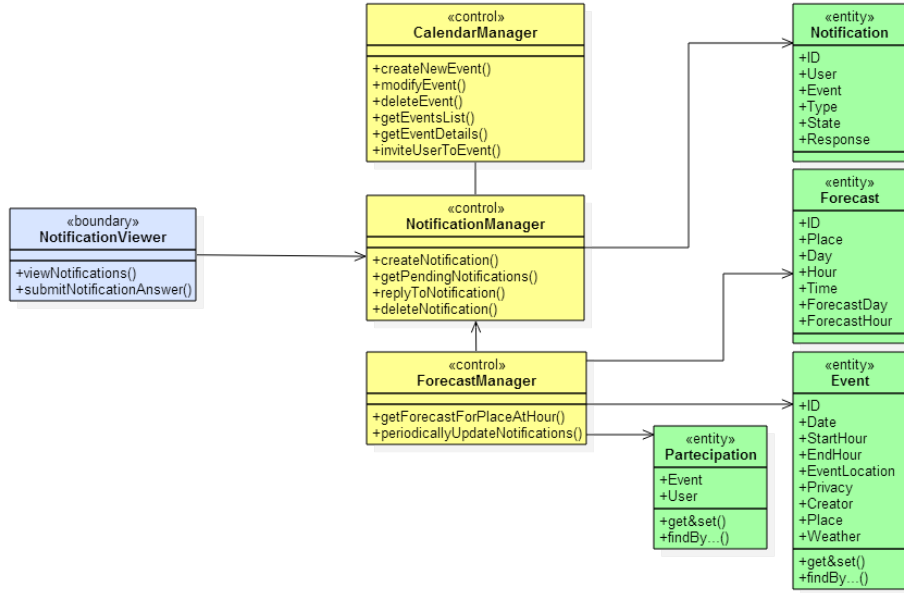 «control»
CalendarManager
+createNewEvent()
+modifyEvent()
+deleteEvent()
+getEventsList()
+getEventDetails()
+inviteUserToEvent()
«entity»
Notification
+ID
+User
+Event
+Type
+State
+Response
«boundary»
NotificationViewer
+viewNotifications()
+submitNotificationAnswer()
«control»
NotificationManager
+createNotification()
+getPendingNotifications()
+replyToNotification()
+deleteNotification()
«entity»
Forecast
+ID
+Place
+Day
+Hour
+Time
+ForecastDay
+ForecastHour
«control»
ForecastManager
+getForecastForPlaceAtHour()
+periodicallyUpdateNotifications()
«entity»
Partecipation
+Event
+User
+get&set()
+findBy...()
«entity»
Event
+ID
+Date
+StartHour
+EndHour
+EventLocation
+Privacy
+Creator
+Place
+Weather
+get&set()
+findBy...()